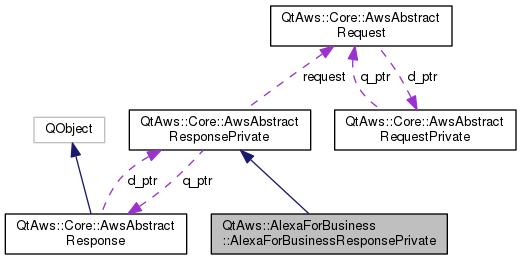 QtAws::Core::AwsAbstract
Request
request
q_ptr
d_ptr
QObject
QtAws::Core::AwsAbstract
ResponsePrivate
QtAws::Core::AwsAbstract
RequestPrivate
d_ptr
q_ptr
QtAws::Core::AwsAbstract
Response
QtAws::AlexaForBusiness
::AlexaForBusinessResponsePrivate